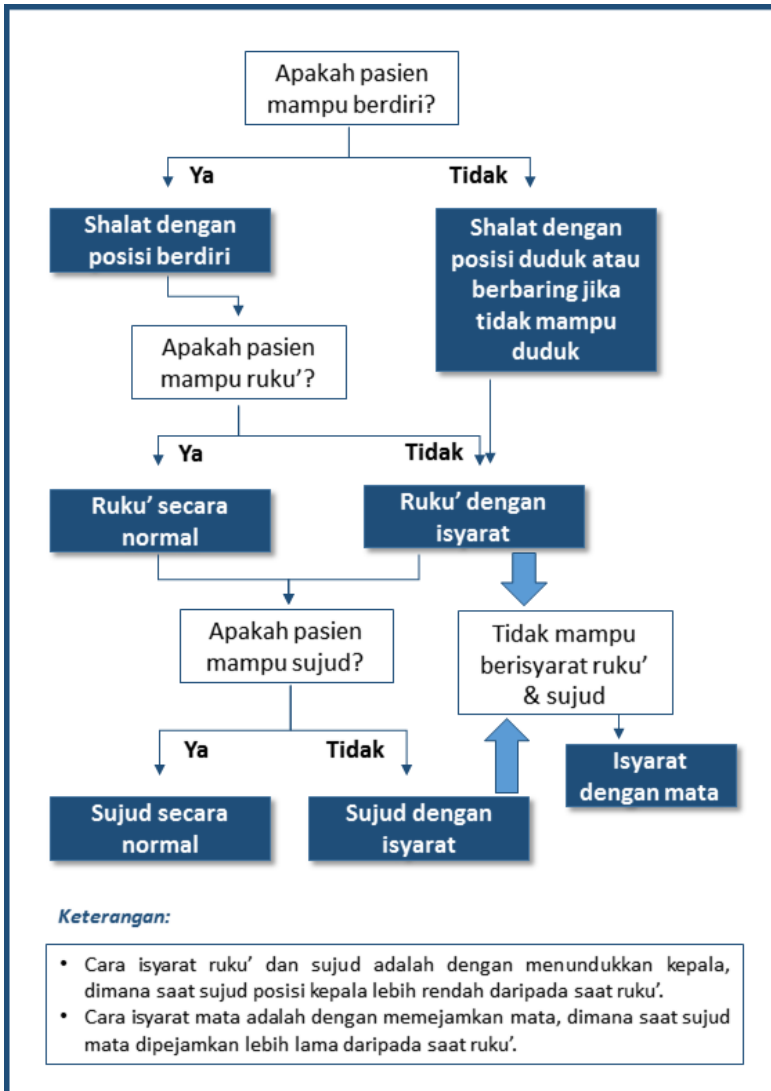 Apakah pasien
mampu berdiri?
Ya
Tidak
Shalat dengan
posisi berdiri
Shalat dengan
posisi duduk atau
berbaring jika
tidak mampu
duduk
Apakah pasien
mampu ruku’?
Ya
Tidak
Ruku’ secara
normal
Ruku’ dengan
isyarat
Apakah pasien
mampu sujud?
Tidak mampu
berisyarat ruku’
& sujud
Ya
Tidak
Isyarat
dengan mata
Sujud secara
normal
Sujud dengan
isyarat
Keterangan:
• Cara isyarat ruku’ dan sujud adalah dengan menundukkan kepala,
dimana saat sujud posisi kepala lebih rendah daripada saat ruku’.
• Cara isyarat mata adalah dengan memejamkan mata, dimana saat sujud
mata dipejamkan lebih lama daripada saat ruku’.